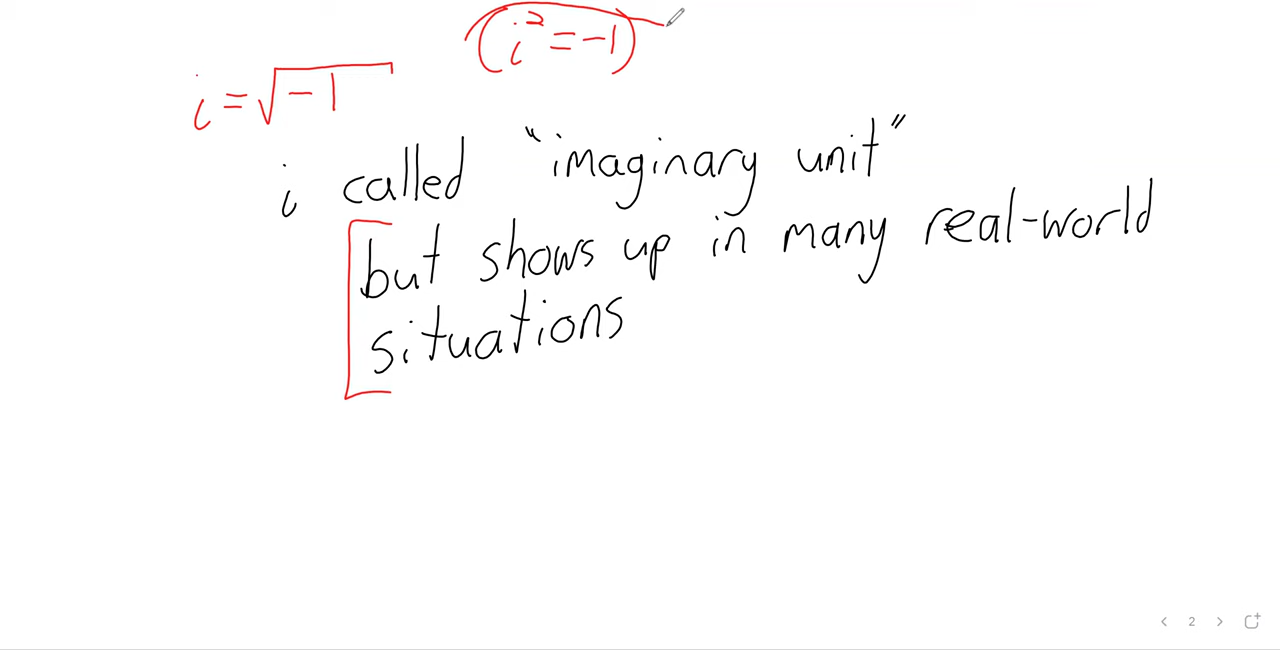 (i² = -1)
i = √-1
i called "imaginary unit"
but shows up in many real-world
situations
2